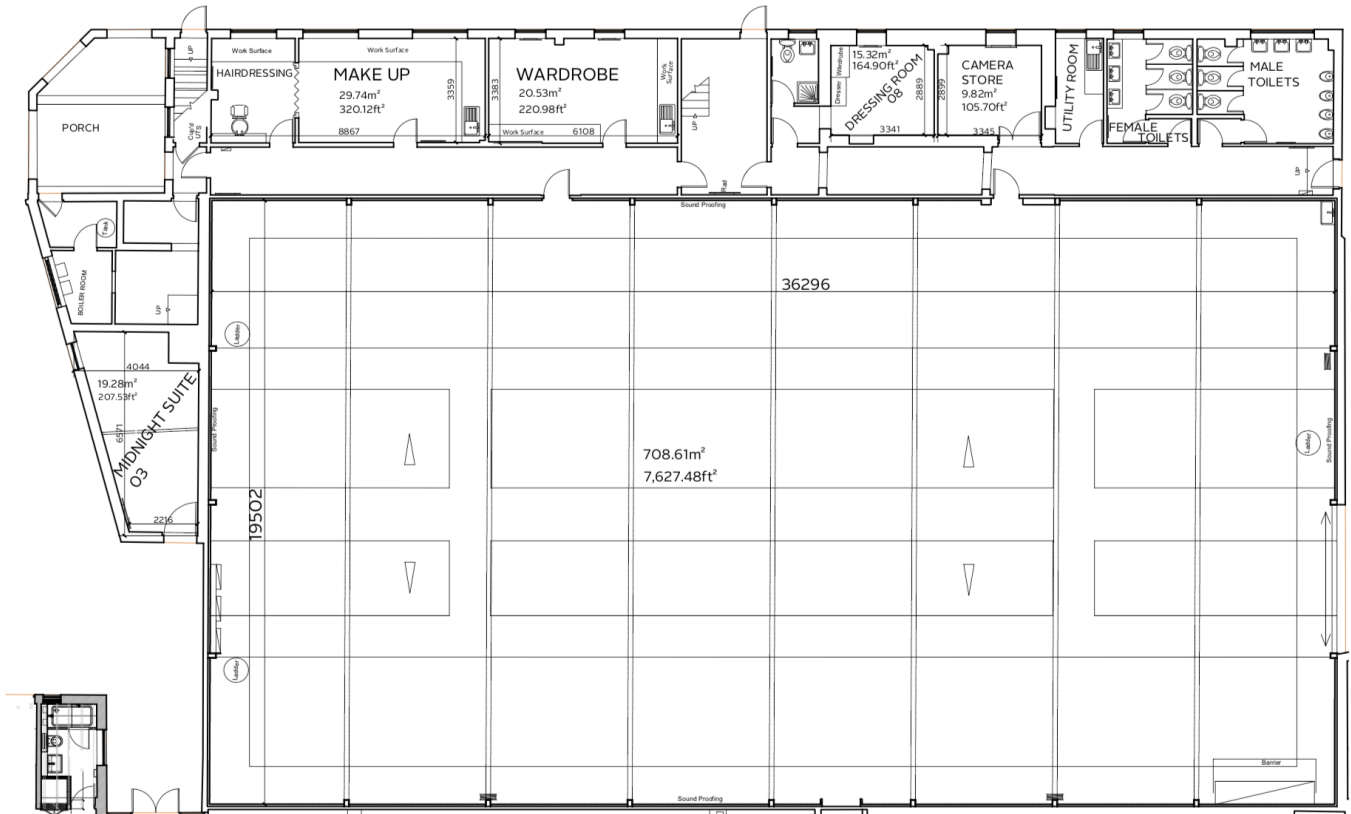 Work Surface
Work Surface
UP
HAIRDRESSING
MAKE UP
29.74m²
320.12ft²
3359
8867
3383
WARDROBE
20.53m²
220.98ft²
Work
Surface
Work Surface
6108
UP
Dresser
Wardrobe
15.32m²
164.90ft²
DRESSING ROOM
08
2889
3341
2899
CAMERA
STORE
9.82m²
105.70ft²
3345
UTILITY ROOM
MALE
TOILETS
FEMALE
TOILETS
PORCH
Cup'd
UTS
Rad
UP
Sound Proofing
Tank
BOILER ROOM
UP
36296
Ladder
4044
19.28m²
207.53ft²
6571
MIDNIGHT SUITE
03
2216
Sound Proofing
708.61m²
7,627.48ft²
Ladder
Sound Proofing
19502
Ladder
Barrier
Sound Proofing